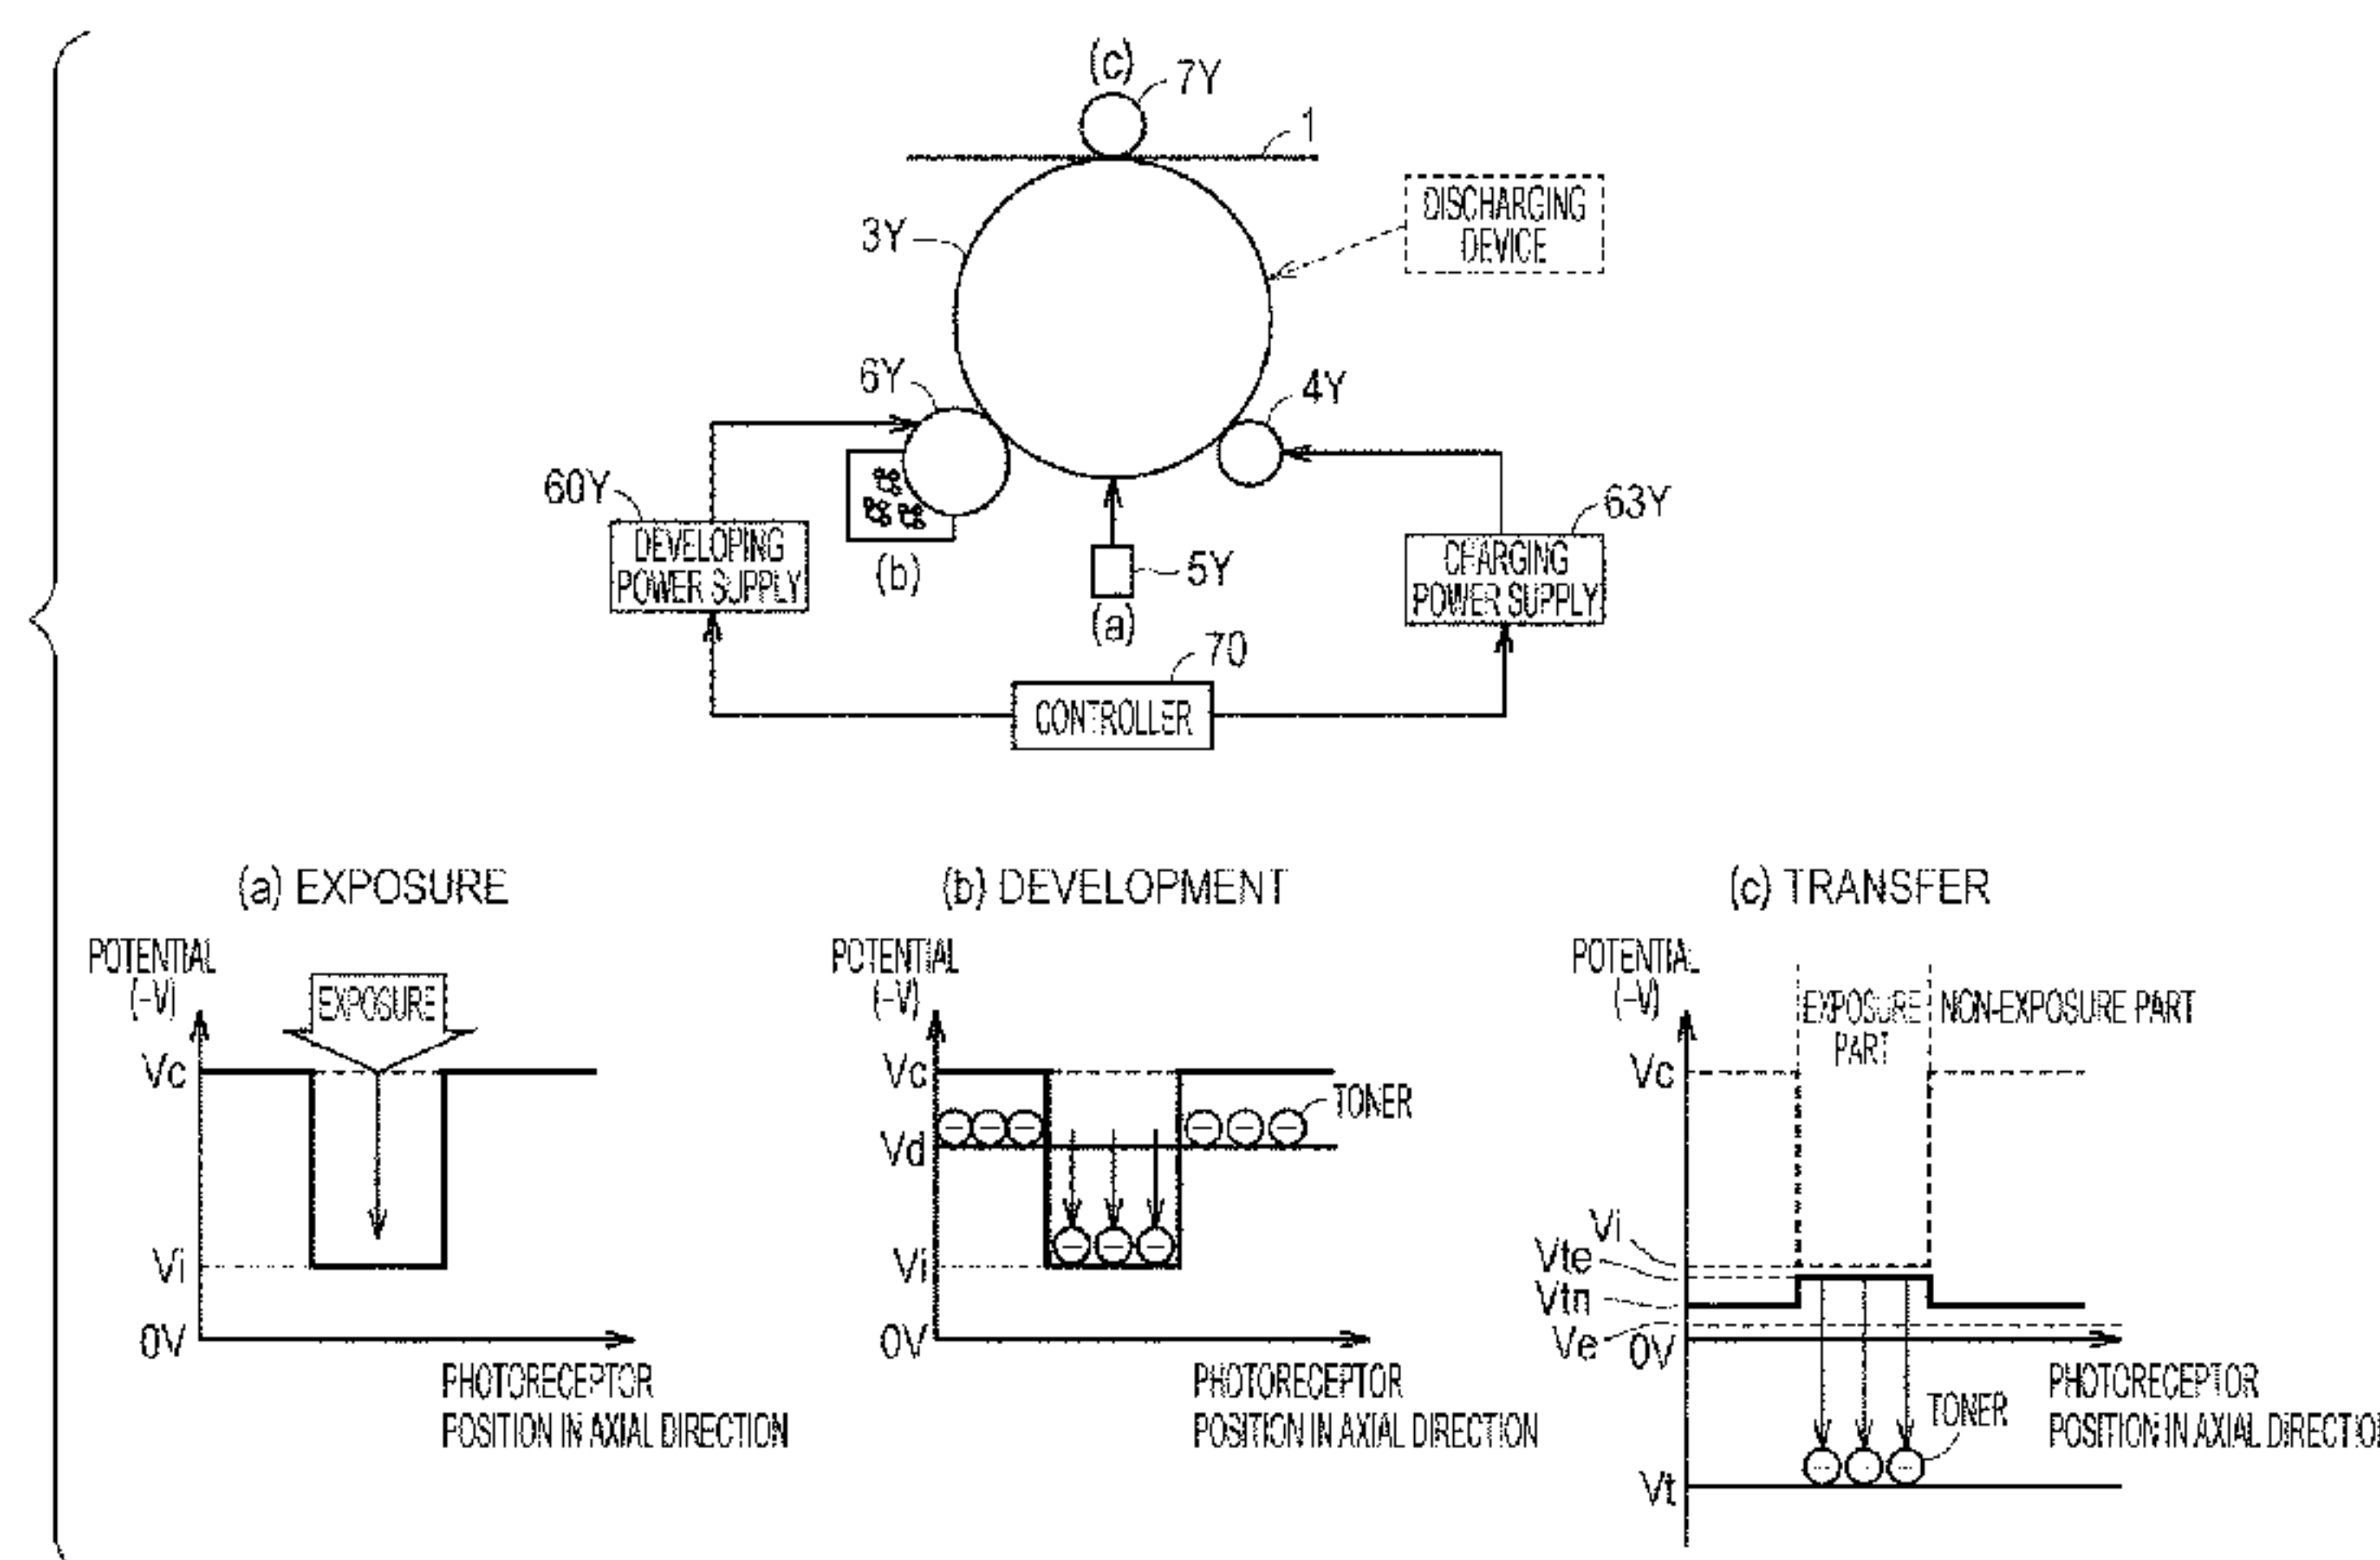 (c)
7Y
1
DISCHARGING
DEVICE
3Y
6Y
4Y
60Y
63Y
DEVELOPING
POWER SUPPLY
(b)
5Y
(a)
CHARGING
POWER SUPPLY
70
CONTROLLER
(a) EXPOSURE
POTENTIAL
(-V)
EXPOSURE
Vc
Vi
0V
PHOTORECEPTOR
POSITION IN AXIAL DIRECTION
(b) DEVELOPMENT
POTENTIAL
(-V)
Vc
TONER
Vd
Vi
0V
PHOTORECEPTOR
POSITION IN AXIAL DIRECTION
(c) TRANSFER
POTENTIAL
(-V)
EXPOSURE
PART
NON-EXPOSURE PART
Vc
Vi
Vte
Vtn
Ve
0V
PHOTORECEPTOR
POSITION IN AXIAL DIRECTIO
TONER
Vt